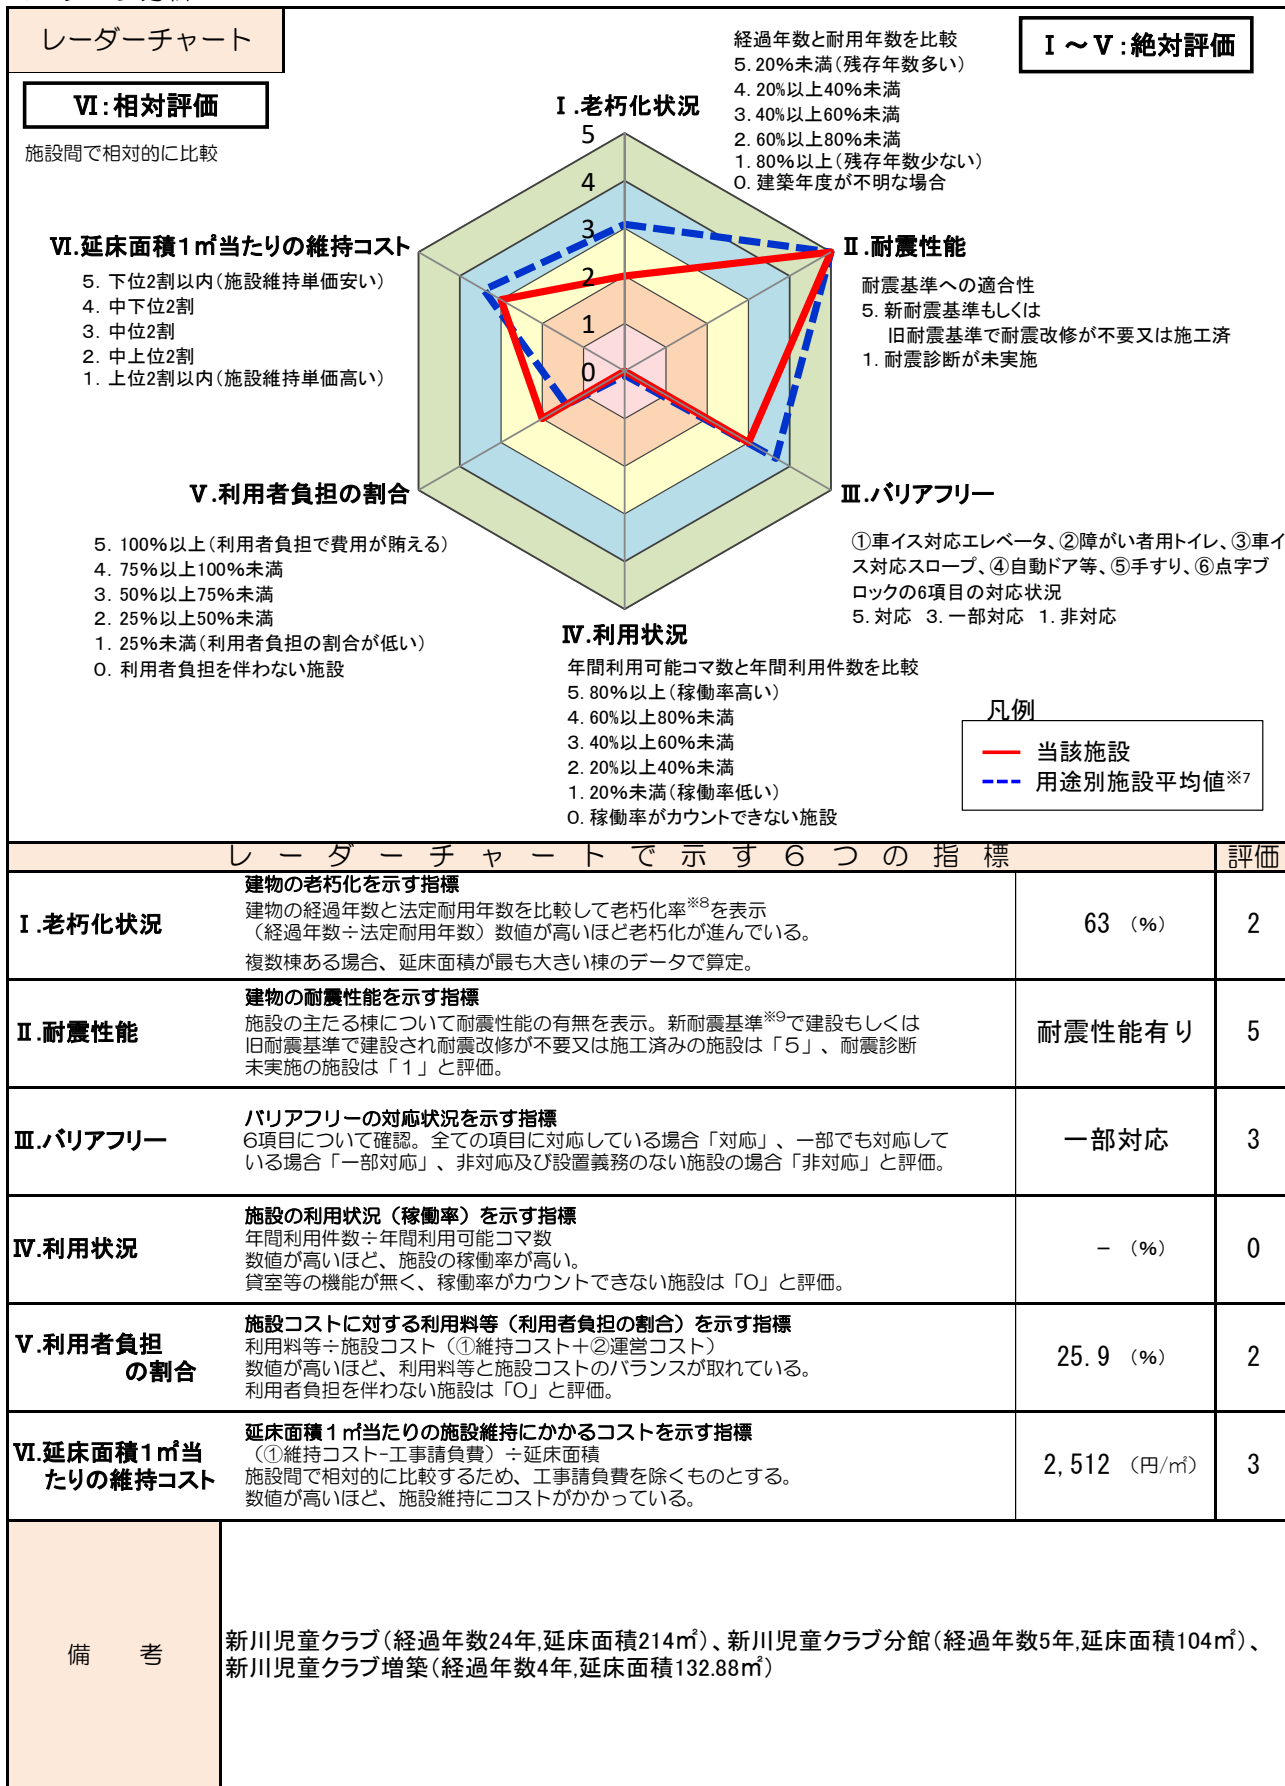 レーダーチャート
Ⅰ～Ⅴ：絶対評価
Ⅵ：相対評価
施設間で相対的に比較
経過年数と耐用年数を比較
5. 20%未満（残存年数多い）
4. 20%以上40%未満
3. 40%以上60%未満
2. 60%以上80%未満
1. 80%以上（残存年数少ない）
0. 建築年度が不明な場合
Ⅰ.老朽化状況
5
4
3
2
1
0
Ⅵ.延床面積1㎡当たりの維持コスト
5. 下位2割以内（施設維持単価安い）
4. 中下位2割
3. 中位2割
2. 中上位2割
1. 上位2割以内（施設維持単価高い）
Ⅱ.耐震性能
耐震基準への適合性
5. 新耐震基準もしくは
旧耐震基準で耐震改修が不要又は施工済
1. 耐震診断が未実施
Ⅴ.利用者負担の割合
5. 100%以上（利用者負担で費用が賄える）
4. 75%以上100%未満
3. 50%以上75%未満
2. 25%以上50%未満
1. 25%未満（利用者負担の割合が低い）
0. 利用者負担を伴わない施設
Ⅲ.バリアフリー
①車イス対応エレベータ、②障がい者用トイレ、③車イ
ス対応スロープ、④自動ドア等、⑤手すり、⑥点字ブ
ロックの6項目の対応状況
5. 対応 3. 一部対応 1. 非対応
Ⅳ.利用状況
年間利用可能コマ数と年間利用件数を比較
5. 80%以上（稼働率高い）
4. 60%以上80%未満
3. 40%以上60%未満
2. 20%以上40%未満
1. 20%未満（稼働率低い）
0. 稼働率がカウントできない施設
凡例
当該施設
用途別施設平均値※7
レーダーチャートで示す6つの指標 評価
Ⅰ.老朽化状況
建物の老朽化を示す指標
建物の経過年数と法定耐用年数を比較して老朽化率※8を表示
（経過年数÷法定耐用年数）数値が高いほど老朽化が進んでいる。
複数棟ある場合、延床面積が最も大きい棟のデータで算定。
63 （%） 2
Ⅱ.耐震性能
建物の耐震性能を示す指標
施設の主たる棟について耐震性能の有無を表示。新耐震基準※9で建設もしくは
旧耐震基準で建設され耐震改修が不要又は施工済みの施設は「5」、耐震診断
未実施の施設は「1」と評価。
耐震性能有り 5
Ⅲ.バリアフリー
バリアフリーの対応状況を示す指標
6項目について確認。全ての項目に対応している場合「対応」、一部でも対応して
いる場合「一部対応」、非対応及び設置義務のない施設の場合「非対応」と評価。
一部対応 3
Ⅳ.利用状況
施設の利用状況（稼働率）を示す指標
年間利用件数÷年間利用可能コマ数
数値が高いほど、施設の稼働率が高い。
貸室等の機能が無く、稼働率がカウントできない施設は「0」と評価。
－ （%） 0
Ⅴ.利用者負担
の割合
施設コストに対する利用料等（利用者負担の割合）を示す指標
利用料等÷施設コスト（①維持コスト+②運営コスト）
数値が高いほど、利用料等と施設コストのバランスが取れている。
利用者負担を伴わない施設は「0」と評価。
25.9 （%） 2
Ⅵ.延床面積1㎡当
たりの維持コスト
延床面積1㎡当たりの施設維持にかかるコストを示す指標
（①維持コスト-工事請負費）÷延床面積
施設間で相対的に比較するため、工事請負費を除くものとする。
数値が高いほど、施設維持にコストがかかっている。
2,512 （円/㎡） 3
備　考
新川児童クラブ（経過年数24年,延床面積214㎡）、新川児童クラブ分館（経過年数5年,延床面積104㎡）、
新川児童クラブ増築（経過年数4年,延床面積132.88㎡）